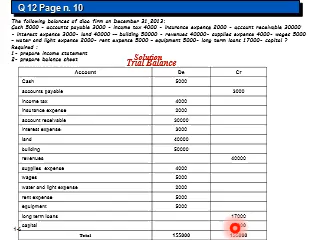 Q 12 Page n. 10
The following balances of diac firm on December 31, 2013:
Cash 5000 - accounts payable 3000 - income tax 4000 - insurance expense 2000 - accounts receivable 30000
- interest expense 3000- land 40000 – building 50000 - revenues 40000- supplies expense 4000- wages 5000
- water and light expense 2000- rent expense 5000- equipment 5000- long term loans 17000- capital ?
Required :
1- prepare income statement
2- prepare balance sheet
Solution
Trial Balance
Account De Cr
Cash 5000
accounts payable 3000
income tax 4000
insurance expense 2000
account receivable 30000
interest expense 3000
land 40000
building 50000
revenues 40000
supplies expense 4000
wages 5000
water and light expense 2000
rent expense 5000
equipment 5000
long term loans 17000
capital
Total 155000